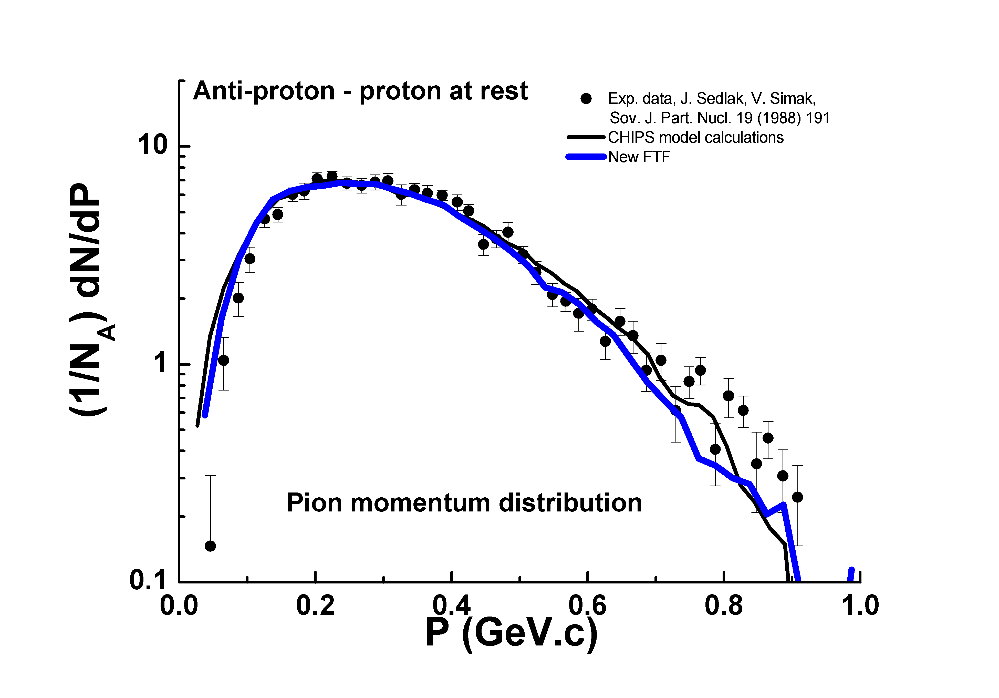 Anti-proton - proton at rest
Exp. data, J. Sedlak, V. Simak,
Sov. J. Part. Nucl. 19 (1988) 191
CHIPS model calculations
New FTF
10
1
0.1
(1/N_A) dN/dP
Pion momentum distribution
0.0 0.2 0.4 0.6 0.8 1.0
P (GeV.c)